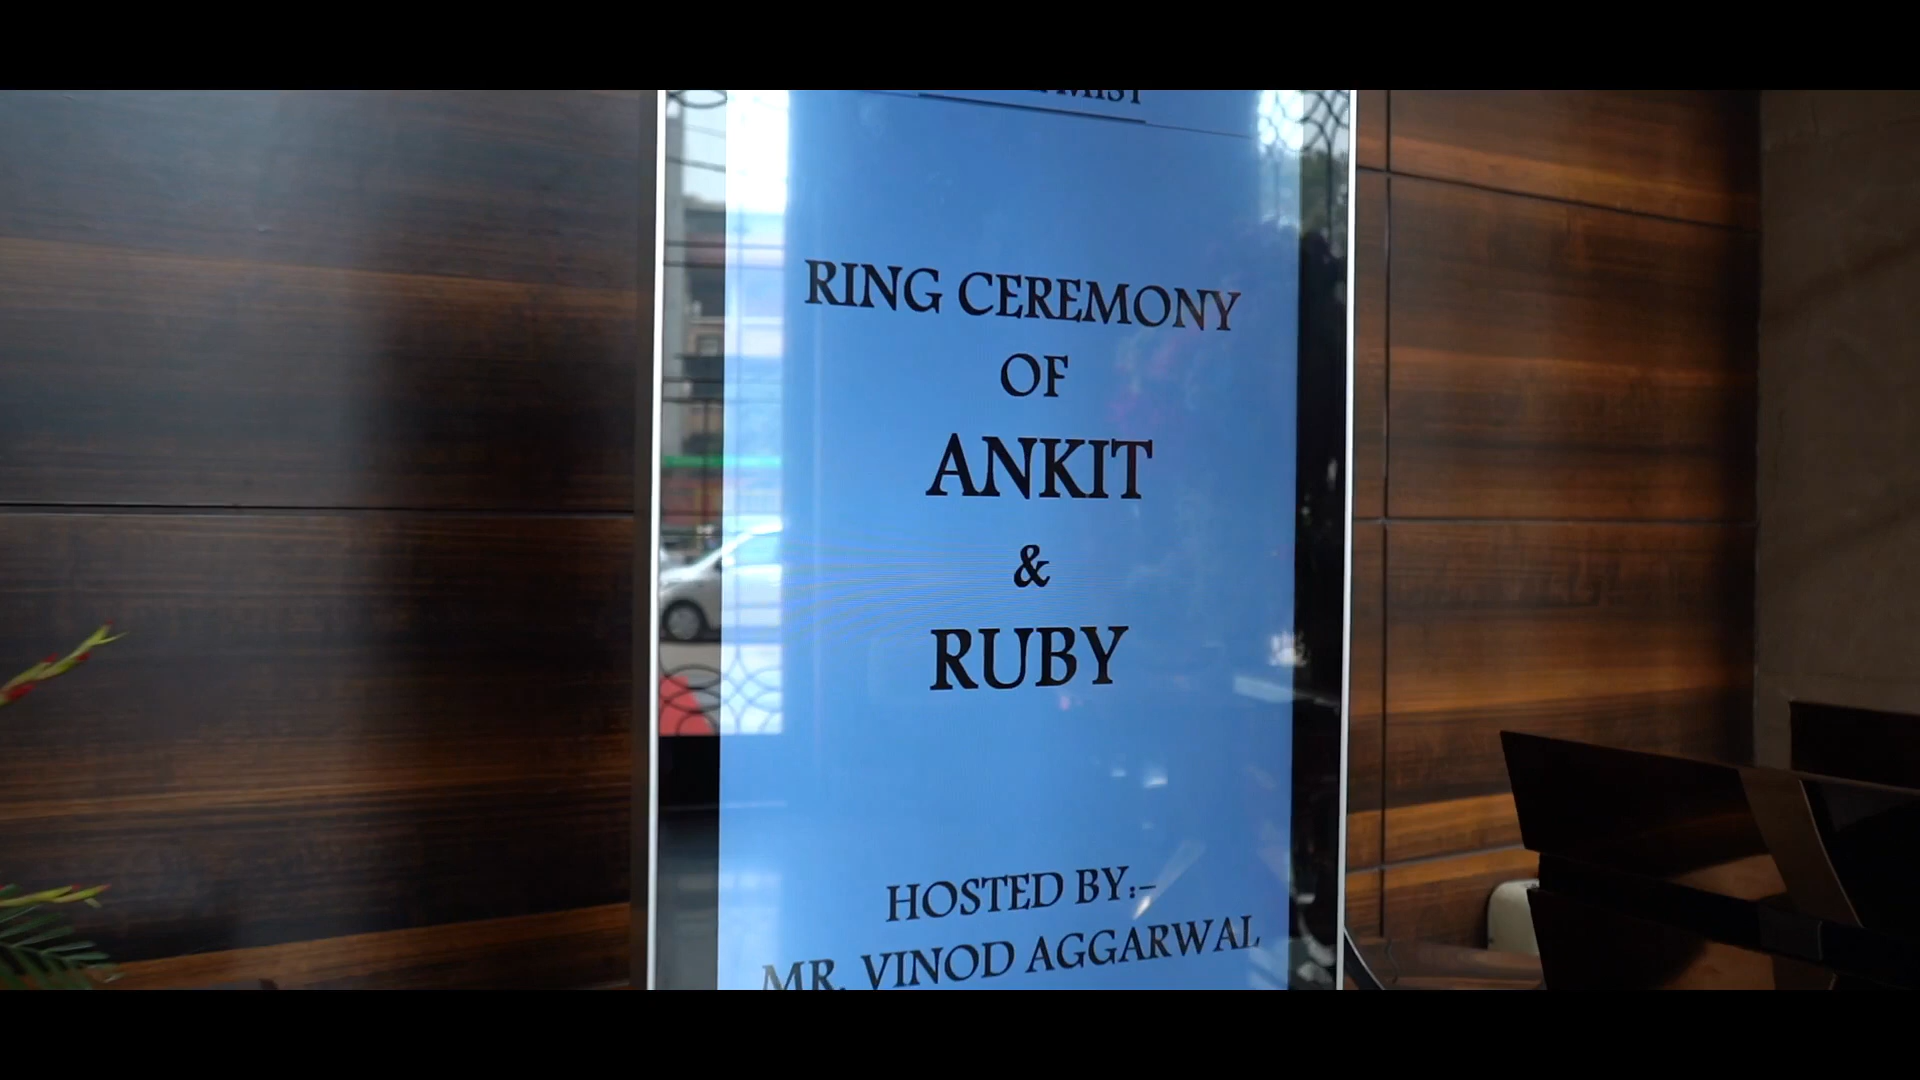 RING CEREMONY
OF
ANKIT
&
RUBY
HOSTED BY:-
MR. VINOD AGGARWAL